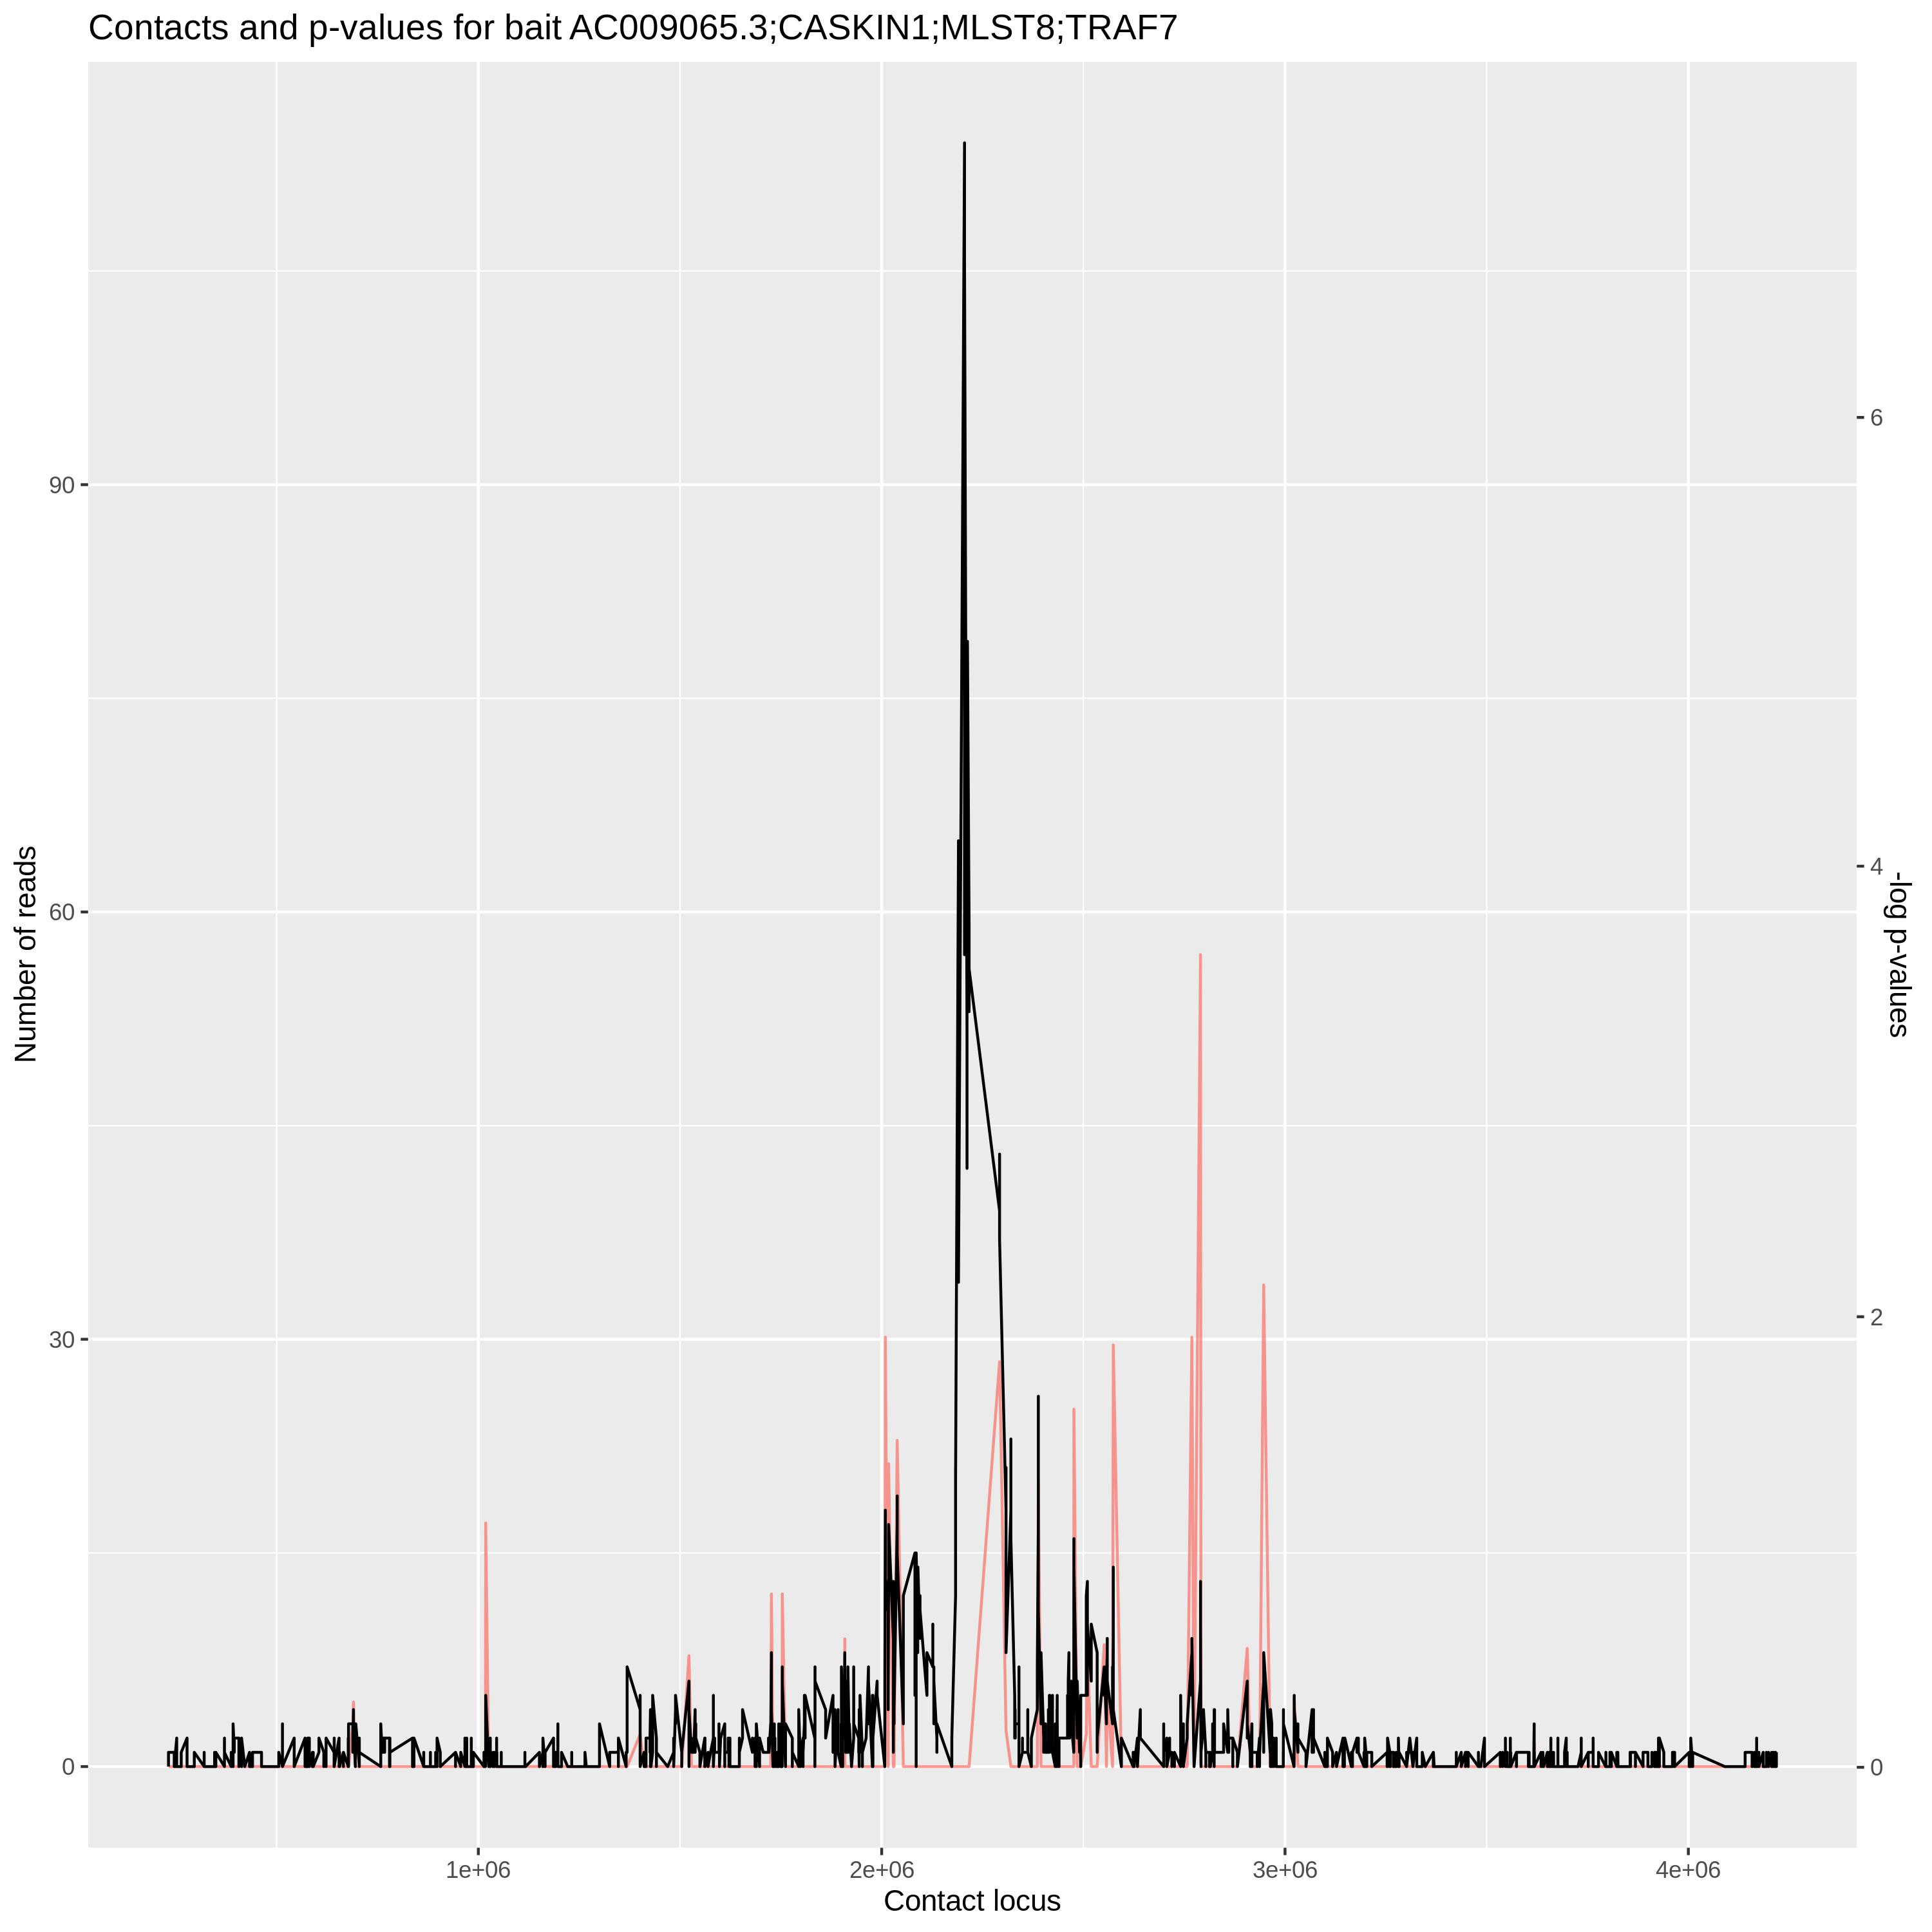 Contacts and p-values for bait AC009065.3;CASKIN1;MLST8;TRAF7
Number of reads
90
60
30
0
6
4
2
0
-log p-values
1e+06
2e+06
3e+06
4e+06
Contact locus